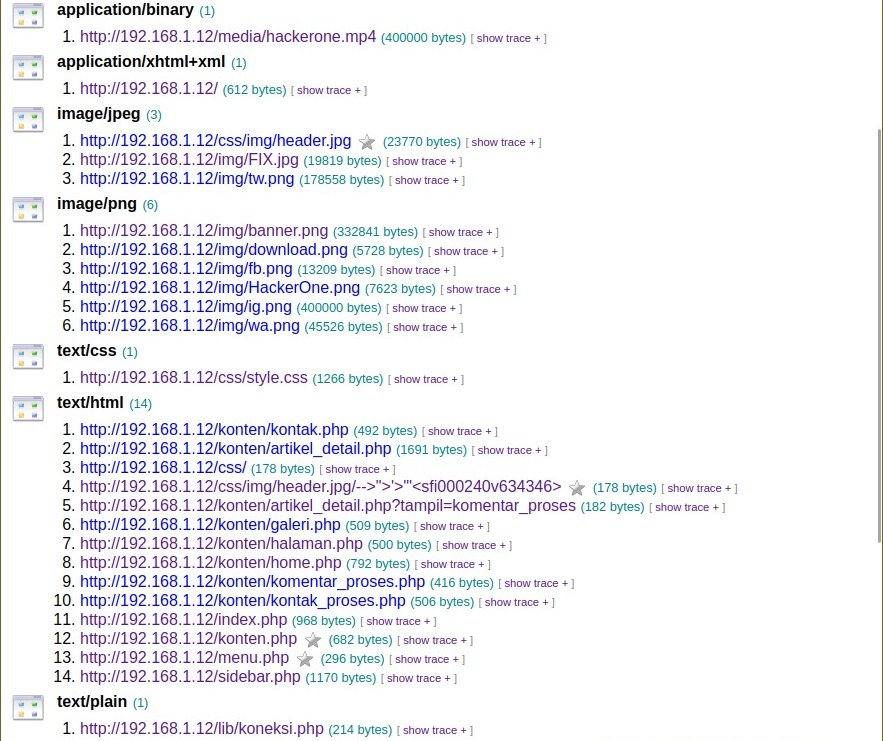 application/binary (1)
1. http://192.168.1.12/media/hackerone.mp4 (400000 bytes) [ show trace + ]
application/xhtml+xml (1)
1. http://192.168.1.12/ (612 bytes) [ show trace + ]
image/jpeg (3)
1. http://192.168.1.12/css/img/header.jpg (23770 bytes) [ show trace + ]
2. http://192.168.1.12/img/FIX.jpg (19819 bytes) [ show trace + ]
3. http://192.168.1.12/img/tw.png (178558 bytes) [ show trace + ]
image/png (6)
1. http://192.168.1.12/img/banner.png (332841 bytes) [ show trace + ]
2. http://192.168.1.12/img/download.png (5728 bytes) [ show trace + ]
3. http://192.168.1.12/img/fb.png (13209 bytes) [ show trace + ]
4. http://192.168.1.12/img/HackerOne.png (7623 bytes) [ show trace + ]
5. http://192.168.1.12/img/ig.png (400000 bytes) [ show trace + ]
6. http://192.168.1.12/img/wa.png (45526 bytes) [ show trace + ]
text/css (1)
1. http://192.168.1.12/css/style.css (1266 bytes) [ show trace + ]
text/html (14)
1. http://192.168.1.12/konten/kontak.php (492 bytes) [ show trace + ]
2. http://192.168.1.12/konten/artikel_detail.php (1691 bytes) [ show trace + ]
3. http://192.168.1.12/css/ (178 bytes) [ show trace + ]
4. http://192.168.1.12/css/img/header.jpg/-->">'>'"<sfi000240v634346> (178 bytes) [ show trace + ]
5. http://192.168.1.12/konten/artikel_detail.php?tampil=komentar_proses (182 bytes) [ show trace + ]
6. http://192.168.1.12/konten/galeri.php (509 bytes) [ show trace + ]
7. http://192.168.1.12/konten/halaman.php (500 bytes) [ show trace + ]
8. http://192.168.1.12/konten/home.php (792 bytes) [ show trace + ]
9. http://192.168.1.12/konten/komentar_proses.php (416 bytes) [ show trace + ]
10. http://192.168.1.12/konten/kontak_proses.php (506 bytes) [ show trace + ]
11. http://192.168.1.12/index.php (968 bytes) [ show trace + ]
12. http://192.168.1.12/konten.php (682 bytes) [ show trace + ]
13. http://192.168.1.12/menu.php (296 bytes) [ show trace + ]
14. http://192.168.1.12/sidebar.php (1170 bytes) [ show trace + ]
text/plain (1)
1. http://192.168.1.12/lib/koneksi.php (214 bytes) [ show trace + ]